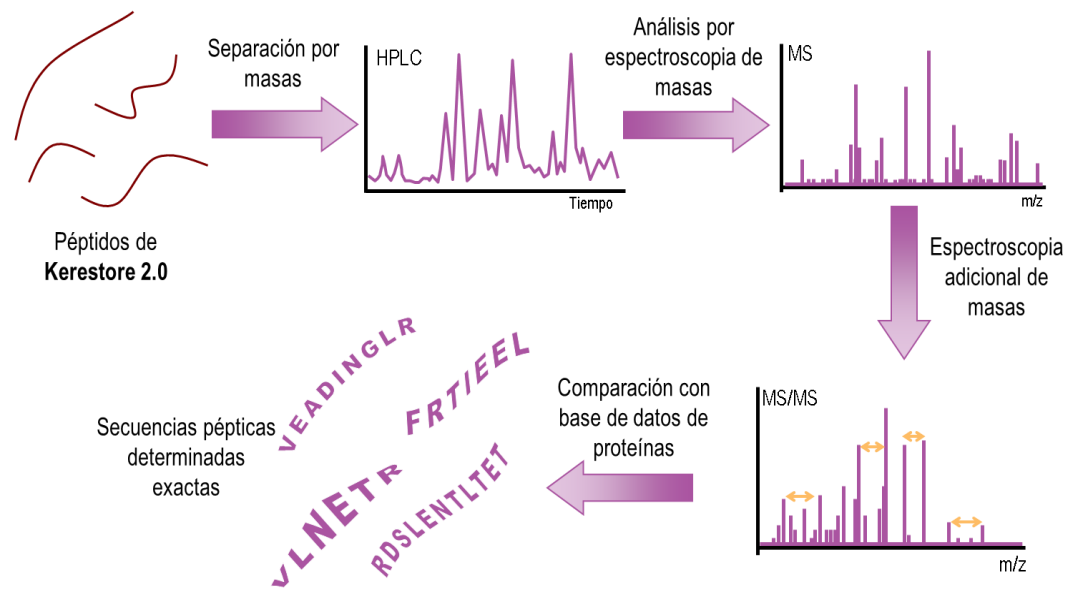 Separación por
masas
HPLC
Tiempo
Análisis por
espectroscopia de
masas
MS
m/z
Péptidos de
Kerestore 2.0
Espectroscopia
adicional de
masas
MS/MS
m/z
Comparación con
base de datos de
proteínas
VEADINGLR
FRTIEEL
VLNETR
RDSLENTLTET
Secuencias pépticas
determinadas
exactas